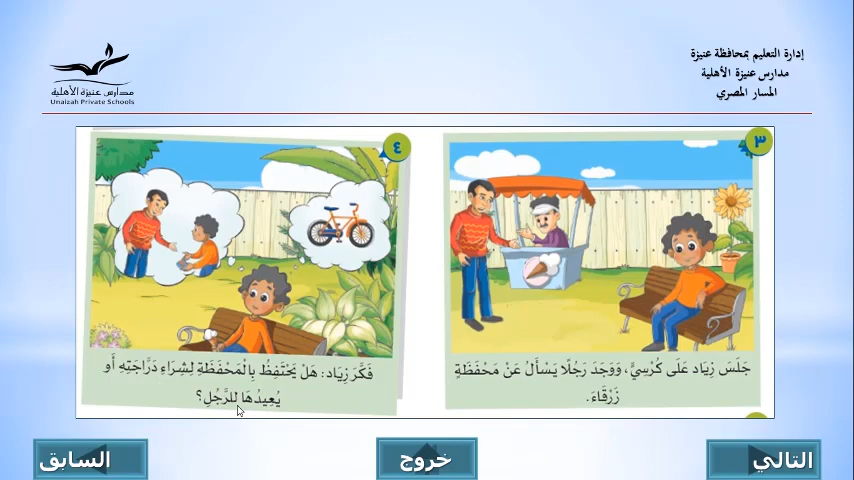 إدارة التعليم بمحافظة عنيزة
مدارس عنيزة الأهلية
المسار المصري
مدارس عنيزة الأهلية
Unaizah Private Schools
٣
جَلَسَ زِيَاد عَلَى كُرْسِيٍّ، وَوَجَدَ رَجُلًا يَسْأَلُ عَنْ مَحْفَظَةٍ
زَرْقَاءَ.
٤
فَكَّرَ زِيَاد: هَلْ يَحْتَفِظُ بِالْمَحْفَظَةِ لِشِرَاءِ دَرَّاجَتِهِ أَو
يُعِيدُهَا لِلرَّجُلِ؟
التالي
خروج
السابق